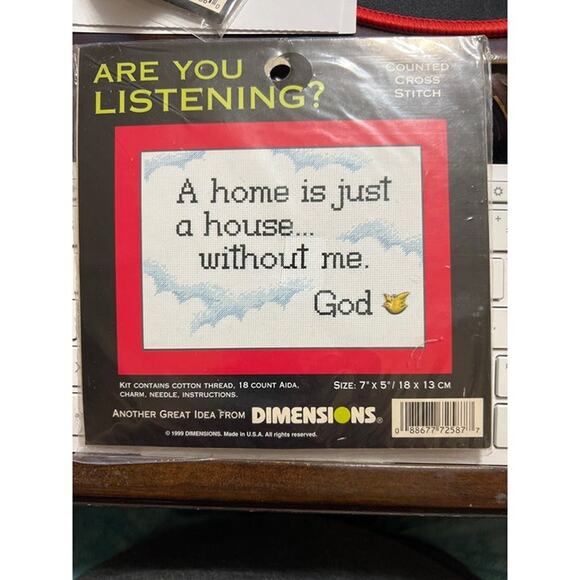 ARE YOU
LISTENING?
COUNTED
CROSS
STITCH
A home is just
a house...
without me.
God
KIT CONTAINS COTTON THREAD, 18 COUNT AIDA,
CHARM, NEEDLE, INSTRUCTIONS.
SIZE: 7" X 5" / 18 X 13 CM
ANOTHER GREAT IDEA FROM DIMENSIONS®
© 1999 DIMENSIONS. Made in U.S.A. All rights reserved.
0 88677 72587 7